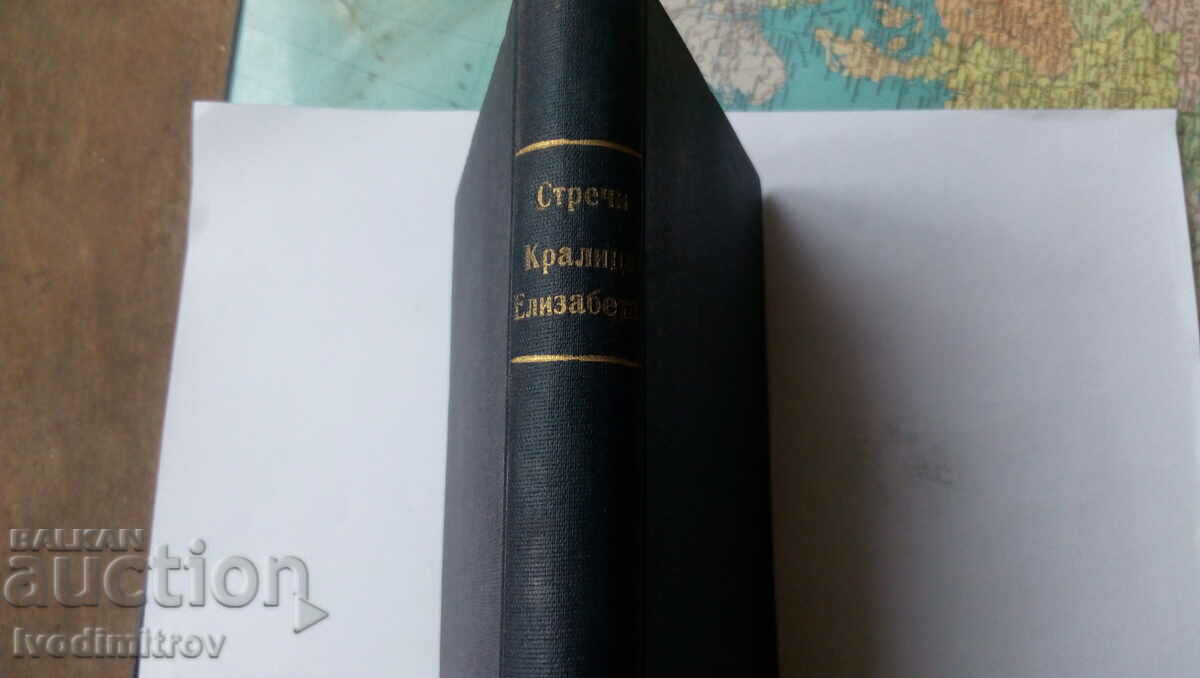 Стречи
Кралица
Елизабета
BALKAN
auction
Ivodimitrov